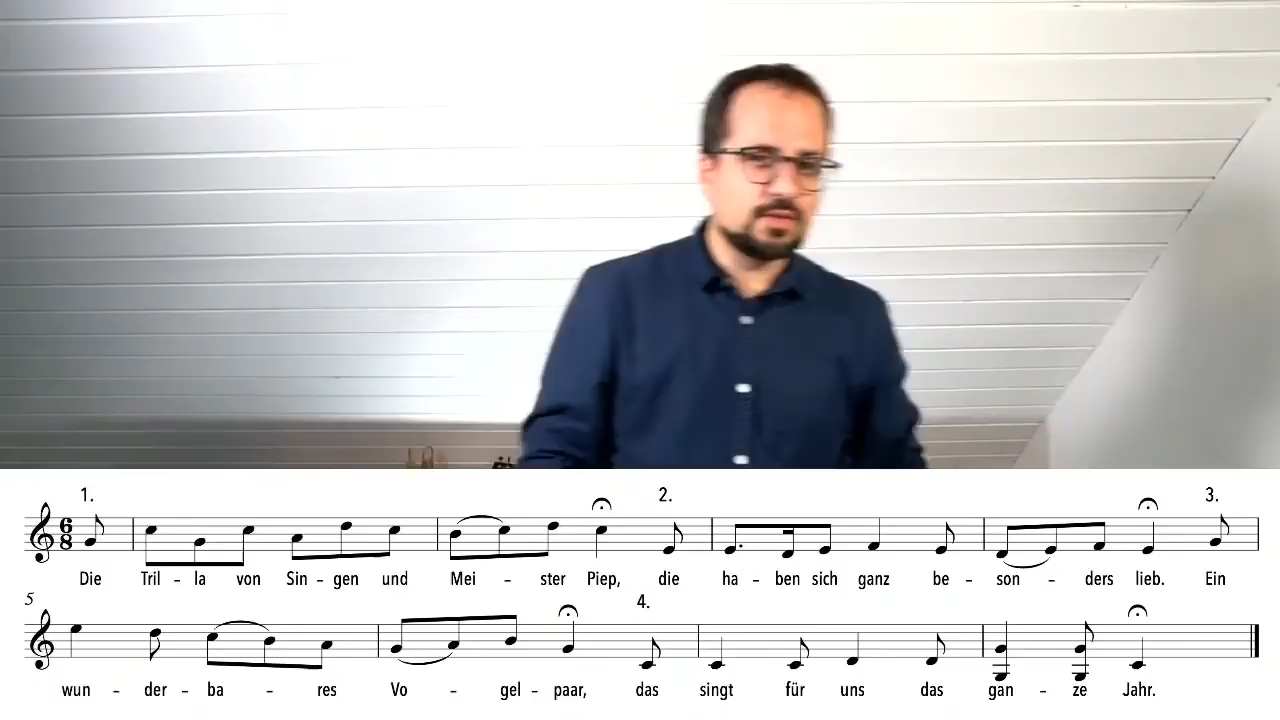 1. 2. 3.
6
8
Die Tril – la von Sin – gen und Mei – ster Piep, die ha – ben sich ganz be – son – ders lieb. Ein
5 4.
wun – der – ba – res Vo – gel – paar, das singt für uns das gan – ze Jahr.